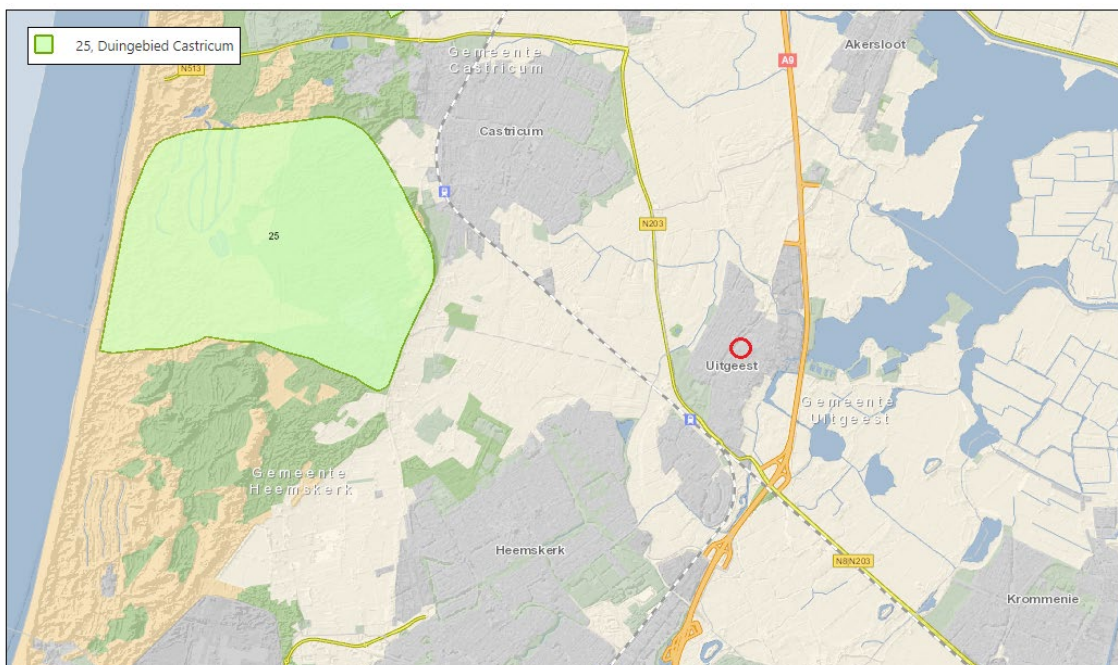 25, Duingebied Castricum
N513
Gemeente
Castricum
A9
Akersloot
Castricum
N203
25
Uitgeest
Gemeente
Uitgeest
Gemeente
Heemskerk
Heemskerk
N8|N203
Krommenie